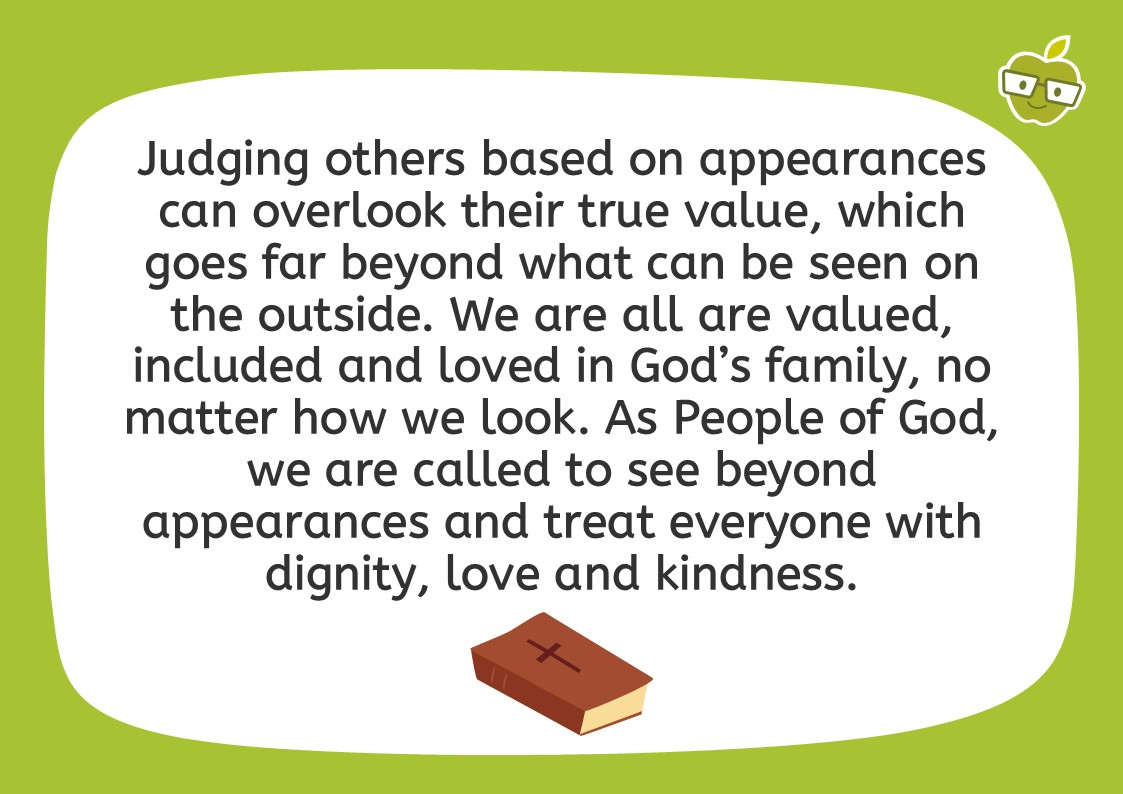 Judging others based on appearances
can overlook their true value, which
goes far beyond what can be seen on
the outside. We are all are valued,
included and loved in God’s family, no
matter how we look. As People of God,
we are called to see beyond
appearances and treat everyone with
dignity, love and kindness.